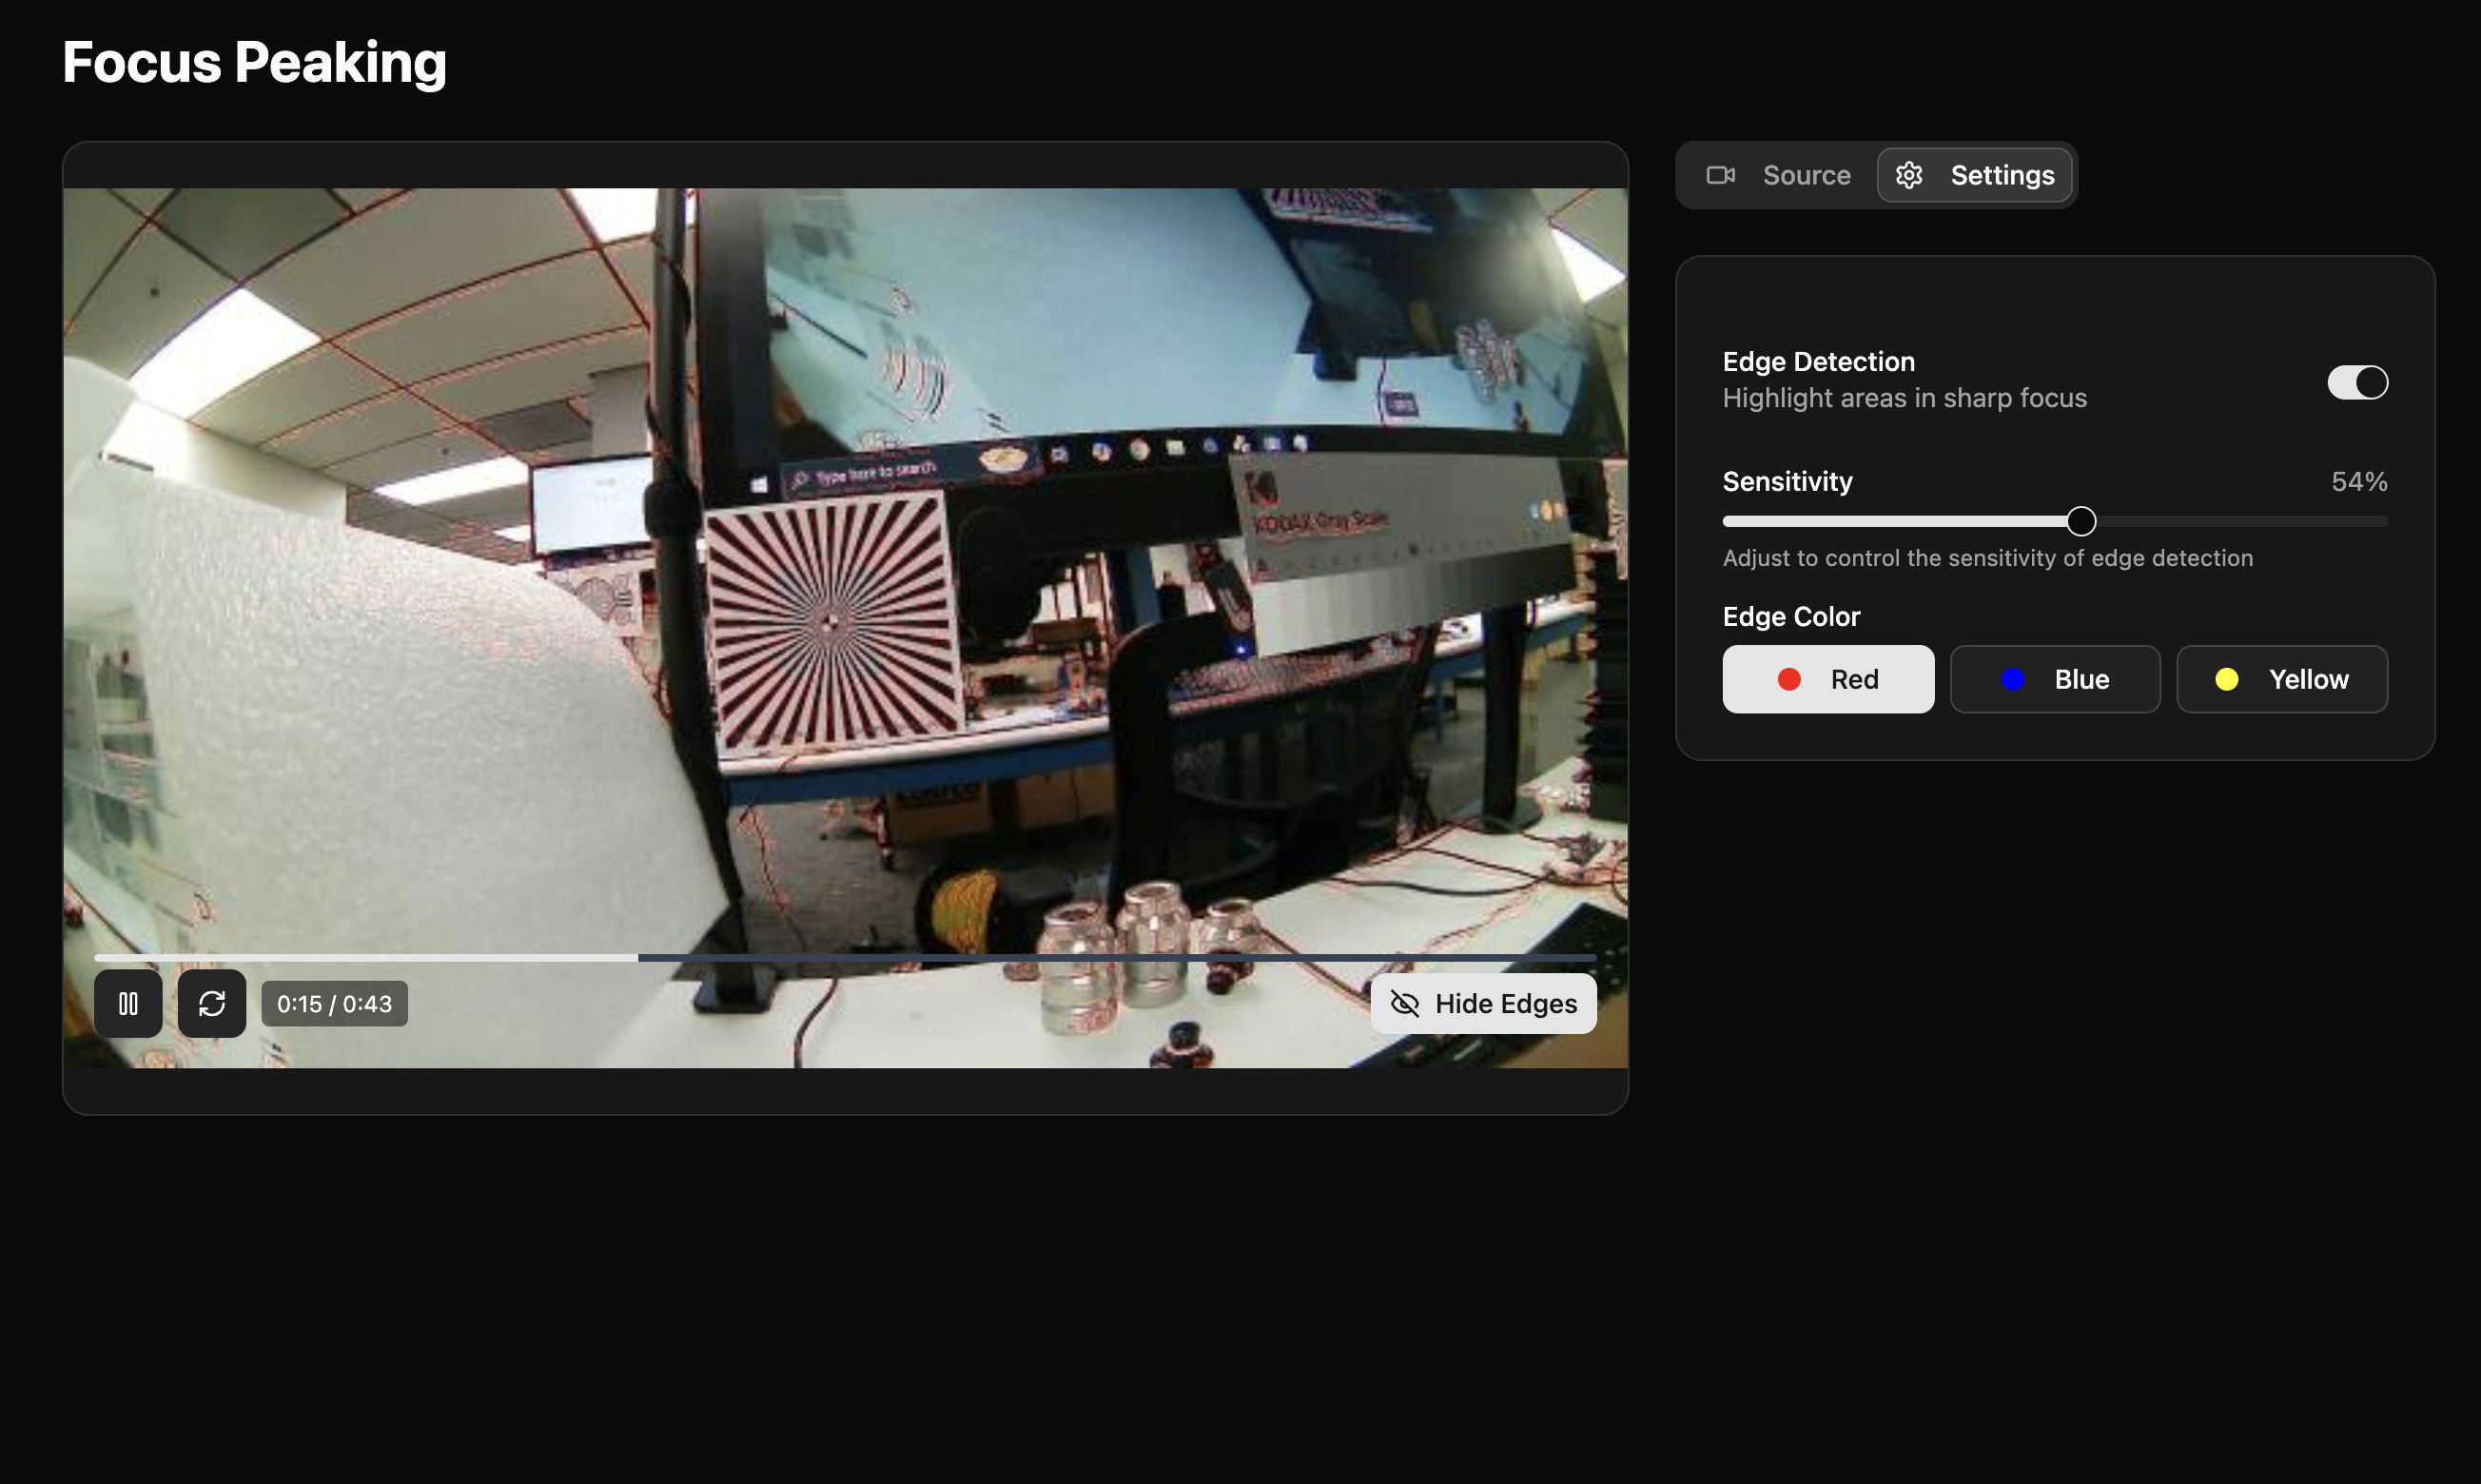 Focus Peaking
Source
Settings
Edge Detection
Highlight areas in sharp focus
Sensitivity
54%
Adjust to control the sensitivity of edge detection
Edge Color
Red
Blue
Yellow
Type here to search
KODAK Gray Scale
0:15 / 0:43
Hide Edges